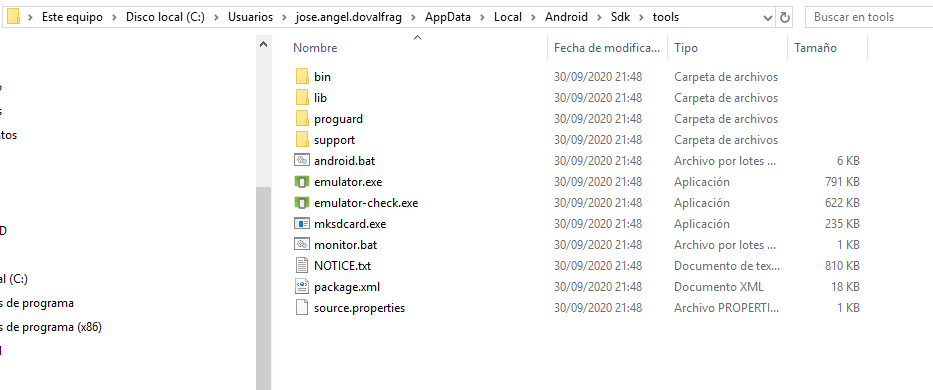 Este equipo > Disco local (C:) > Usuarios > jose.angel.dovalfrag > AppData > Local > Android > Sdk > tools
Buscar en tools
Nombre Fecha de modifica... Tipo Tamaño
bin 30/09/2020 21:48 Carpeta de archivos
lib 30/09/2020 21:48 Carpeta de archivos
proguard 30/09/2020 21:48 Carpeta de archivos
support 30/09/2020 21:48 Carpeta de archivos
android.bat 30/09/2020 21:48 Archivo por lotes ... 6 KB
emulator.exe 30/09/2020 21:48 Aplicación 791 KB
emulator-check.exe 30/09/2020 21:48 Aplicación 622 KB
mksdcard.exe 30/09/2020 21:48 Aplicación 235 KB
monitor.bat 30/09/2020 21:48 Archivo por lotes ... 1 KB
NOTICE.txt 30/09/2020 21:48 Documento de tex... 810 KB
package.xml 30/09/2020 21:48 Documento XML 18 KB
source.properties 30/09/2020 21:48 Archivo PROPERTI... 1 KB
o
s
ntos
D
al (C:)
s de programa
s de programa (x86)